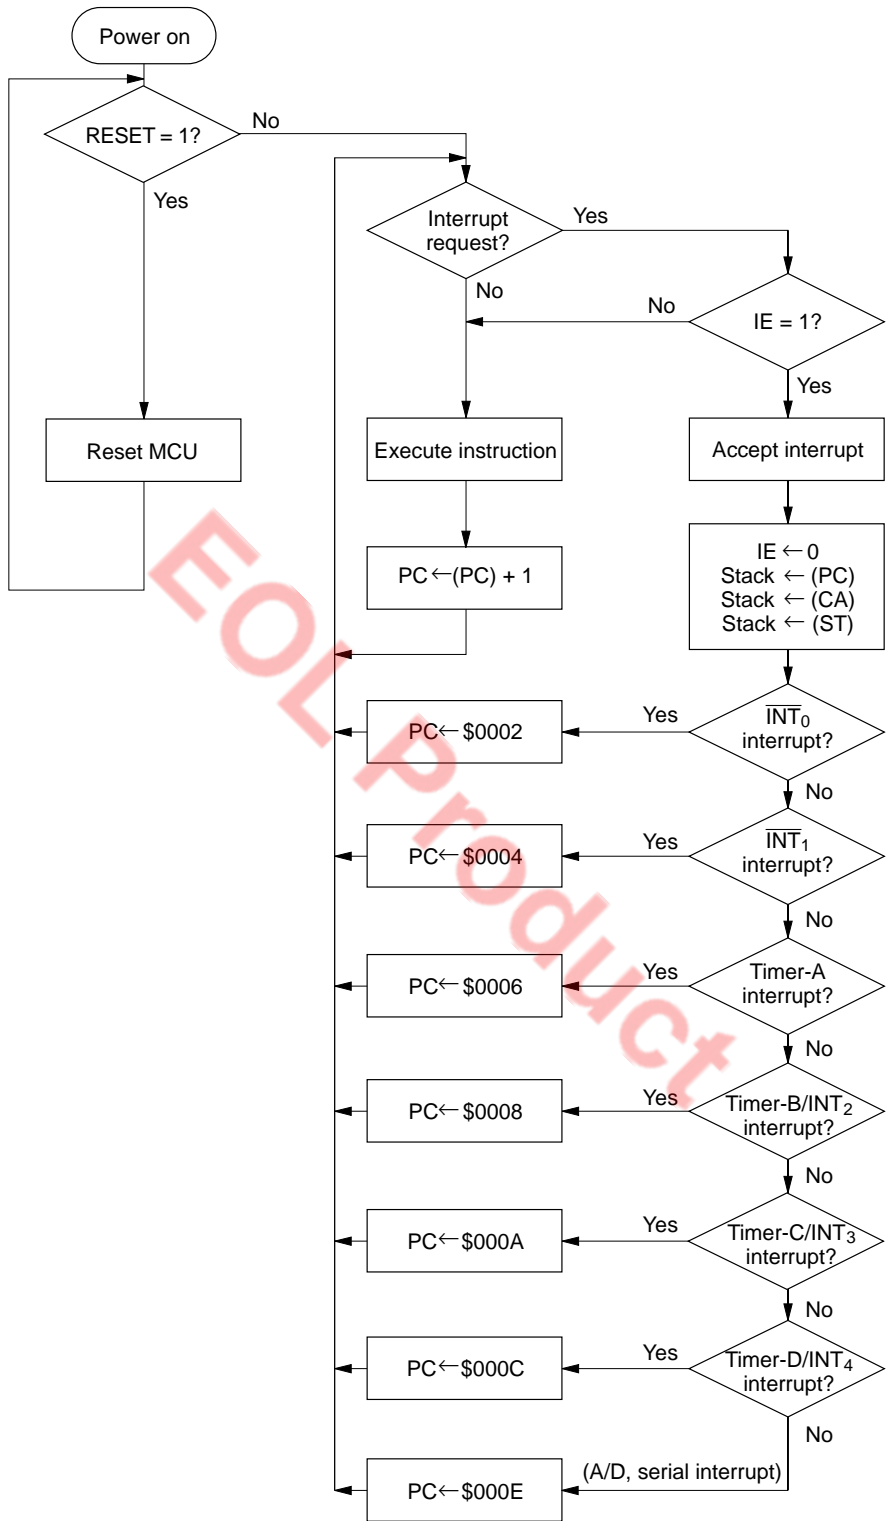 Power on
RESET = 1?
No
Yes
Interrupt
request?
Yes
No
No
IE = 1?
Yes
Reset MCU
Execute instruction
Accept interrupt
PC ← (PC) + 1
IE ← 0
Stack ← (PC)
Stack ← (CA)
Stack ← (ST)
PC ← $0002
Yes
INT0
interrupt?
No
PC ← $0004
Yes
INT1
interrupt?
No
PC ← $0006
Yes
Timer-A
interrupt?
No
PC ← $0008
Yes
Timer-B/INT2
interrupt?
No
PC ← $000A
Yes
Timer-C/INT3
interrupt?
No
PC ← $000C
Yes
Timer-D/INT4
interrupt?
No
PC ← $000E
(A/D, serial interrupt)
EOL Product